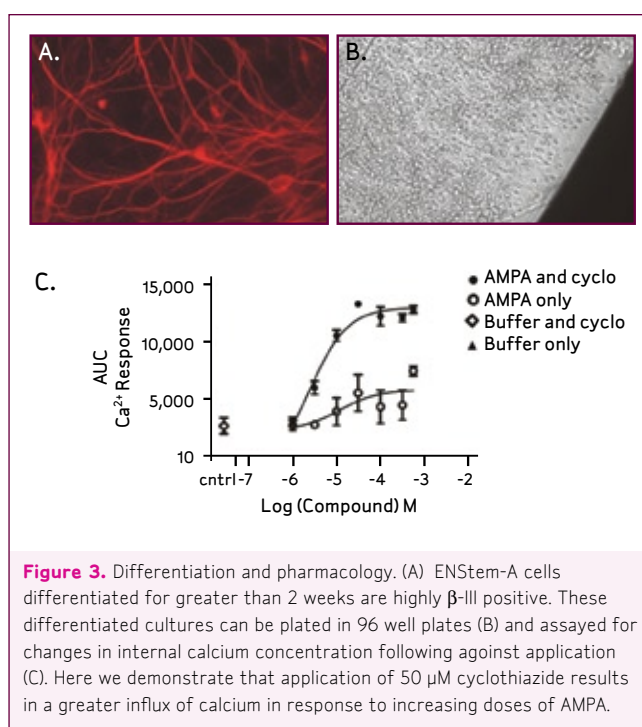 A.
B.
C.
AUC
Ca²⁺ Response
15,000
10,000
5,000
10
cntrl -7 -6 -5 -4 -3 -2
Log (Compound) M
AMPA and cyclo
AMPA only
Buffer and cyclo
Buffer only
Figure 3. Differentiation and pharmacology. (A) ENStem-A cells
differentiated for greater than 2 weeks are highly β-III positive. These
differentiated cultures can be plated in 96 well plates (B) and assayed for
changes in internal calcium concentration following against application
(C). Here we demonstrate that application of 50 µM cyclothiazide results
in a greater influx of calcium in response to increasing doses of AMPA.